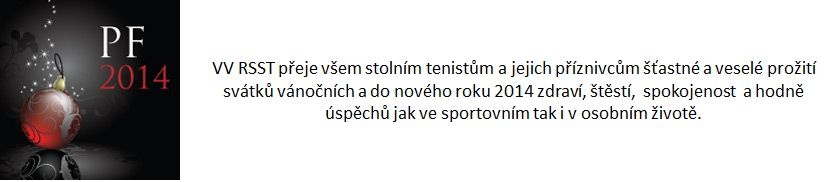 PF
2014
VV RSST přeje všem stolním tenistům a jejich příznivcům šťastné a veselé prožití
svátků vánočních a do nového roku 2014 zdraví, štěstí, spokojenost a hodně
úspěchů jak ve sportovním tak i v osobním životě.